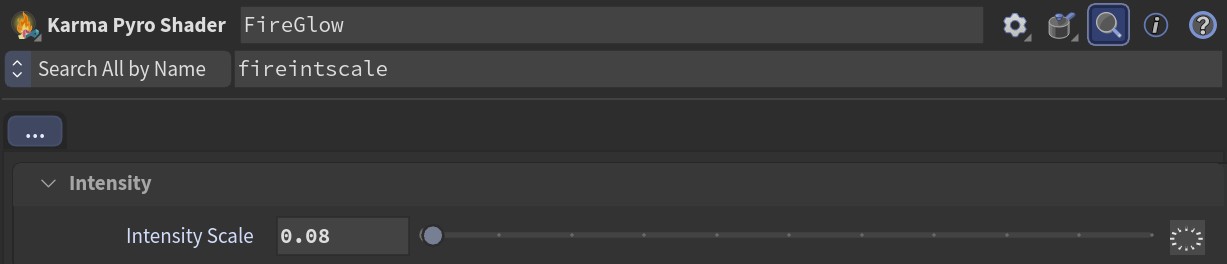 Karma Pyro Shader FireGlow
Search All by Name fireintscale
...
Intensity
Intensity Scale 0.08